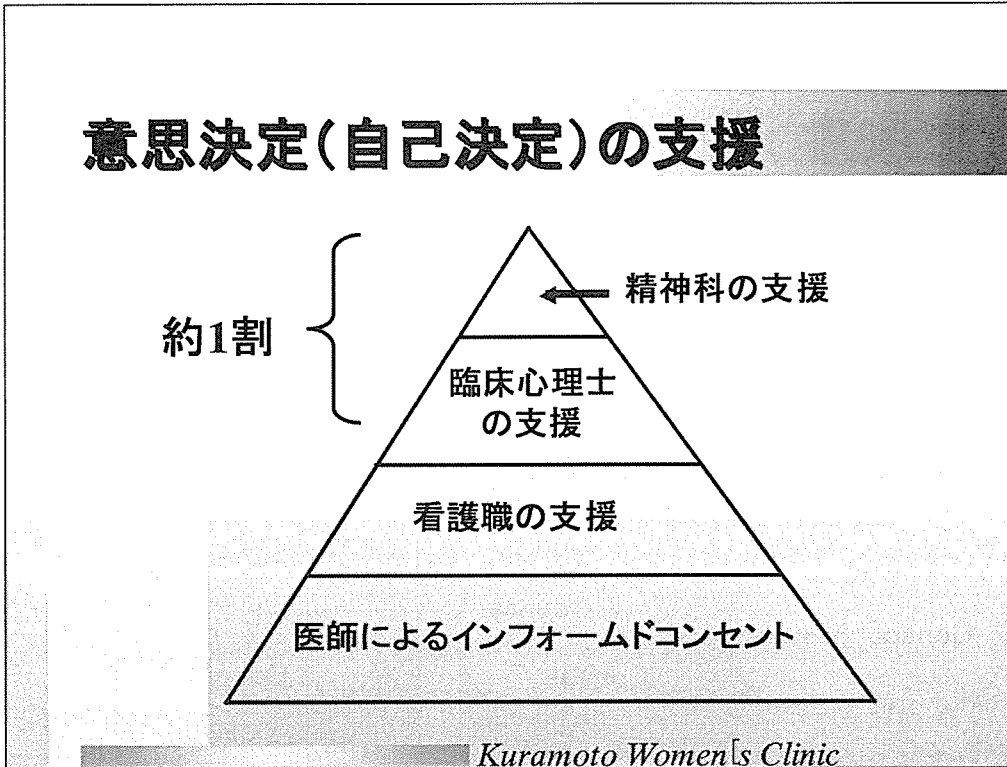 意思決定(自己決定)の支援
約1割
精神科の支援
臨床心理士
の支援
看護職の支援
医師によるインフォームドコンセント
Kuramoto Women[s Clinic